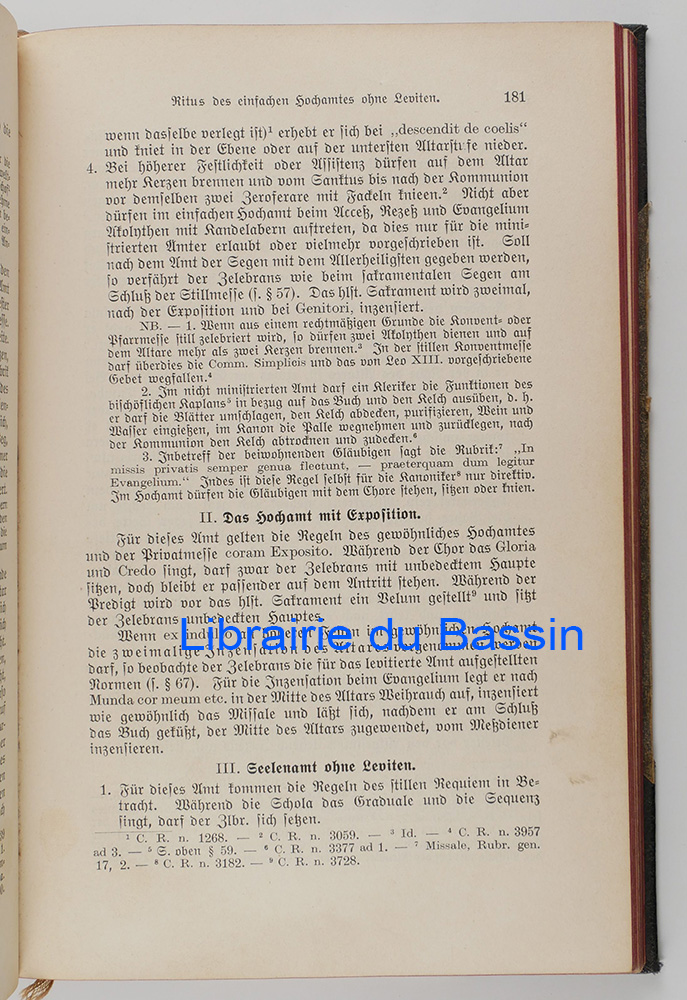 Ritus des einfachen Hochamtes ohne Leviten. 181
wenn dasselbe verlegt ist)¹ erhebt er sich bei „descendit de coelis“
und kniet in der Ebene oder auf der untersten Altarstufe nieder.
4. Bei höherer Festlichkeit oder Assistenz dürfen auf dem Altar
mehr Kerzen brennen und vom Sanktus bis nach der Kommunion
vor demselben zwei Zeroferare mit Fackeln knieen.² Nicht aber
dürfen im einfachen Hochamt beim Acceß, Rezeß und Evangelium
Akolythen mit Kandelabern auftreten, da dies nur für die mini-
strierten Ämter erlaubt oder vielmehr vorgeschrieben ist. Soll
nach dem Amt der Segen mit dem Allerheiligsten gegeben werden,
so verfährt der Zelebrans wie beim sakramentalen Segen am
Schluß der Stillmesse (s. § 57). Das hlst. Sakrament wird zweimal,
nach der Exposition und bei Genitori, inzensiert.
NB. — 1. Wenn aus einem rechtmäßigen Grunde die Konvent- oder
Pfarrmesse still zelebriert wird, so dürfen zwei Akolythen dienen und auf
dem Altare mehr als zwei Kerzen brennen.³ In der stillen Konventmesse
darf überdies die Comm. Simplicis und das von Leo XIII. vorgeschriebene
Gebet wegfallen.⁴
2. Im nicht ministrierten Amt darf ein Kleriker die Funktionen des
bischöflichen Kaplans⁵ in bezug auf das Buch und den Kelch ausüben, d. h.
er darf die Blätter umschlagen, den Kelch abdecken, purifizieren, Wein und
Wasser eingießen, im Kanon die Palle wegnehmen und zurücklegen, nach
der Kommunion den Kelch abtrocknen und zudecken.⁶
3. Inbetreff der beiwohnenden Gläubigen sagt die Rubrik:⁷ „In
missis privatis semper genua flectunt, — praeterquam dum legitur
Evangelium.“ Indes ist diese Regel selbst für die Kanoniker⁸ nur direktiv.
Im Hochamt dürfen die Gläubigen mit dem Chore stehen, sitzen oder knien.
II. Das Hochamt mit Exposition.
Für dieses Amt gelten die Regeln des gewöhnliches Hochamtes
und der Privatmesse coram Exposito. Während der Chor das Gloria
und Credo singt, darf zwar der Zelebrans mit unbedecktem Haupte
sitzen, doch bleibt er passender auf dem Antritt stehen. Während der
Predigt wird vor das hlst. Sakrament ein Velum gestellt⁹ und sitzt
der Zelebrans unbedeckten Hauptes.
Librairie du Bassin
Wenn ex im gewöhnlichen Hochamt
die zweimalige Inzensation des Altars vorgenommen werden
darf, so beobachte der Zelebrans die für das levitierte Amt aufgestellten
Normen (s. § 67). Für die Inzensation beim Evangelium legt er nach
Munda cor meum etc. in der Mitte des Altars Weihrauch auf, inzensiert
wie gewöhnlich das Missale und läßt sich, nachdem er am Schluß
das Buch geküßt, der Mitte des Altars zugewendet, vom Meßdiener
inzensieren.
III. Seelenamt ohne Leviten.
1. Für dieses Amt kommen die Regeln des stillen Requiem in Be-
tracht. Während die Schola das Graduale und die Sequenz
singt, darf der Zlbr. sich setzen.
¹ C. R. n. 1268. — ² C. R. n. 3059. — ³ Id. — ⁴ C. R. n. 3957
ad 3. — ⁵ S. oben § 59. — ⁶ C. R. n. 3377 ad 1. — ⁷ Missale, Rubr. gen.
17, 2. — ⁸ C. R. n. 3182. — ⁹ C. R. n. 3728.